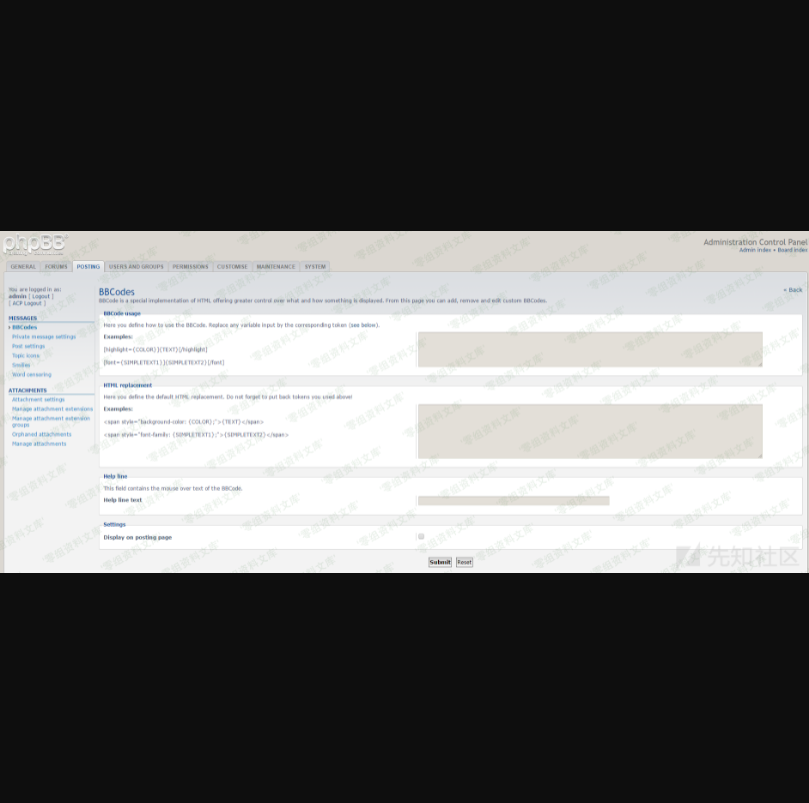 phpBB
Administration Control Panel
Admin index • Board index
GENERAL FORUMS POSTING USERS AND GROUPS PERMISSIONS CUSTOMISE MAINTENANCE SYSTEM
You are logged in as:
admin [ Logout ]
[ ACP Logout ]
MESSAGES
BBCodes
Private message settings
Post settings
Topic icons
Smilies
Word censoring
ATTACHMENTS
Attachment settings
Manage attachment extensions
Manage attachment extension groups
Orphaned attachments
Manage attachments
« Back
BBCodes
BBCode is a special implementation of HTML offering greater control over what and how something is displayed. From this page you can add, remove and edit custom BBCodes.
BBCode usage
Here you define how to use the BBCode. Replace any variable input by the corresponding token (see below).
Examples:
[highlight={COLOR}]{TEXT}[/highlight]
[font={SIMPLETEXT1}]{SIMPLETEXT2}[/font]
HTML replacement
Here you define the default HTML replacement. Do not forget to put back tokens you used above!
Examples:
<span style="background-color: {COLOR};">{TEXT}</span>
<span style="font-family: {SIMPLETEXT1};">{SIMPLETEXT2}</span>
Help line
This field contains the mouse over text of the BBCode.
Help line text
Settings
Display on posting page
Submit Reset
先知社区
零组资料文库